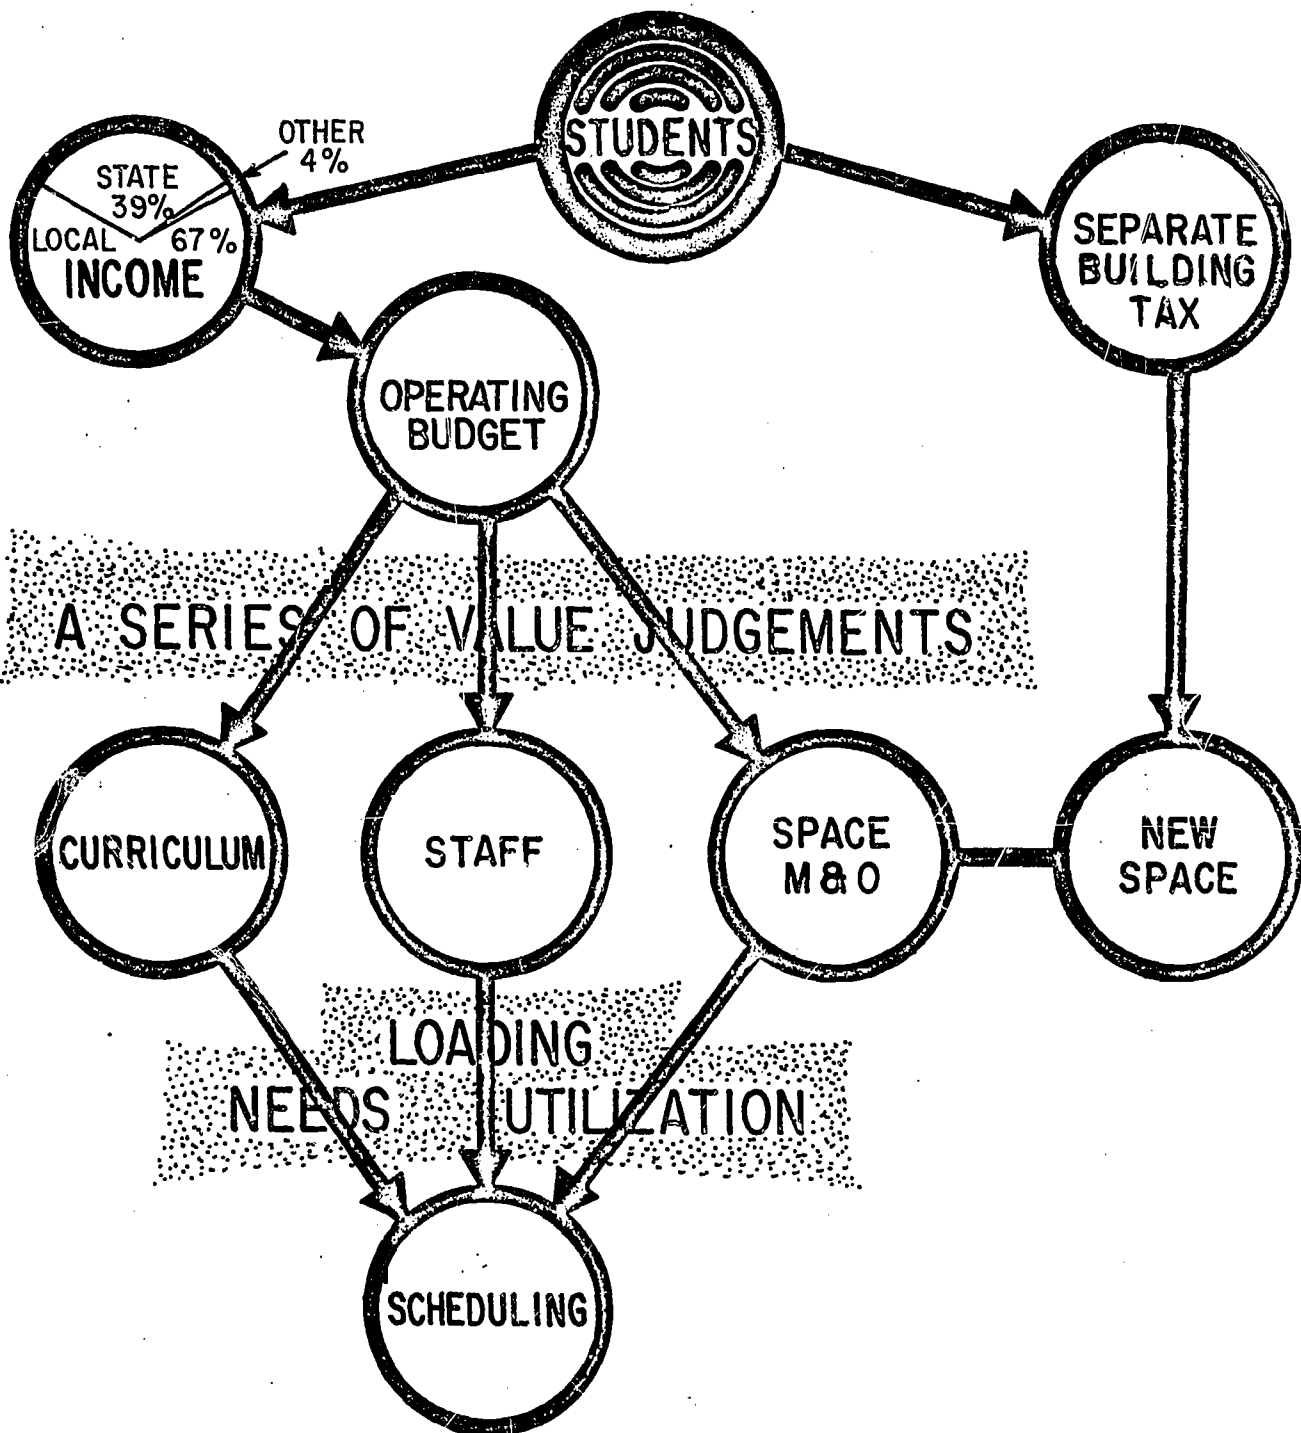 STUDENTS
OTHER
4%
STATE
39%
LOCAL 67%
INCOME
SEPARATE
BUILDING
TAX
OPERATING
BUDGET
A SERIES OF VALUE JUDGEMENTS
CURRICULUM
STAFF
SPACE
M & O
NEW
SPACE
LOADING
NEEDS UTILIZATION
SCHEDULING